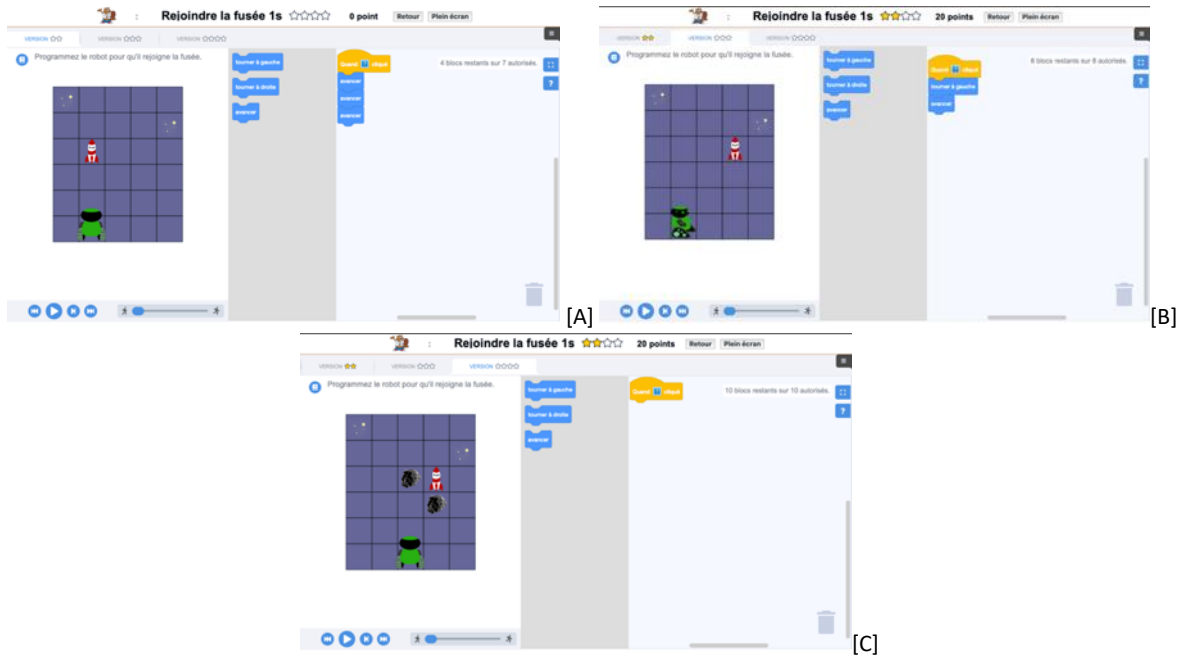 : Rejoindre la fusée 1s 0 point Retour Plein écran
VERSION VERSION VERSION
Programmez le robot pour qu'il rejoigne la fusée.
tourner à gauche
tourner à droite
avancer
Quand cliqué
avancer
avancer
avancer
4 blocs restants sur 7 autorisés.
?
[A]
: Rejoindre la fusée 1s 20 points Retour Plein écran
VERSION VERSION VERSION
Programmez le robot pour qu'il rejoigne la fusée.
tourner à gauche
tourner à droite
avancer
Quand cliqué
tourner à gauche
avancer
6 blocs restants sur 8 autorisés.
?
[B]
: Rejoindre la fusée 1s 20 points Retour Plein écran
VERSION VERSION VERSION
Programmez le robot pour qu'il rejoigne la fusée.
tourner à gauche
tourner à droite
avancer
Quand cliqué
10 blocs restants sur 10 autorisés.
?
[C]